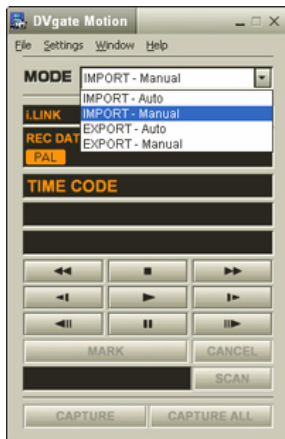 DVgate Motion
File Settings Window Help
MODE IMPORT - Manual
IMPORT - Auto
i.LINK IMPORT - Manual
EXPORT - Auto
REC DAT EXPORT - Manual
PAL
TIME CODE
MARK CANCEL
SCAN
CAPTURE CAPTURE ALL